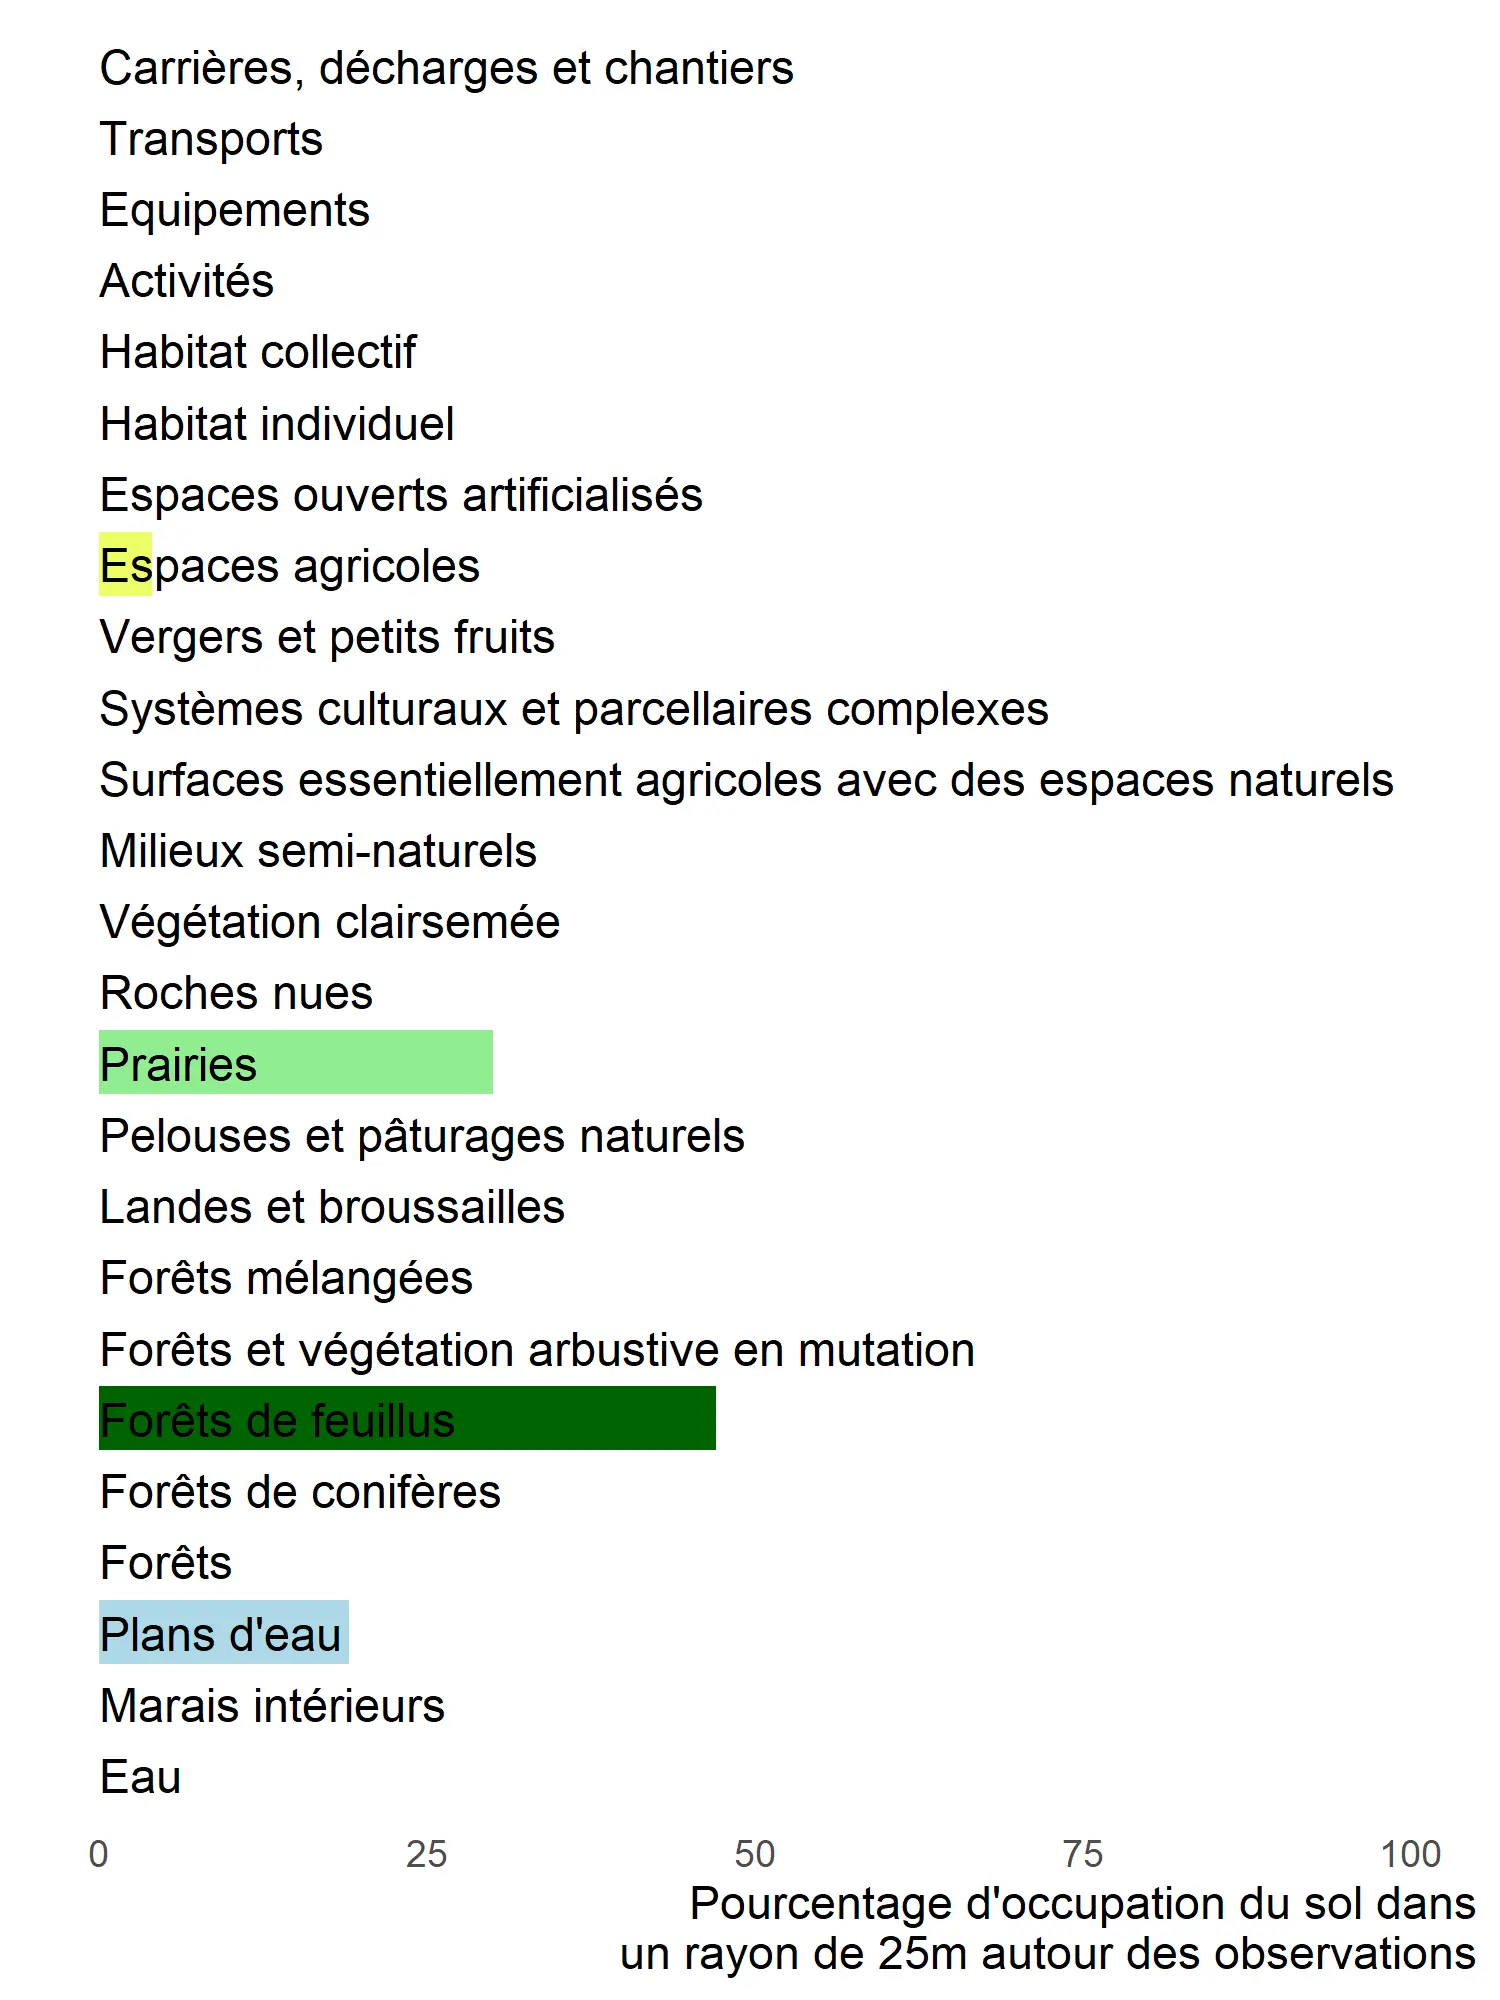 Carrières, décharges et chantiers
Transports
Equipements
Activités
Habitat collectif
Habitat individuel
Espaces ouverts artificialisés
Espaces agricoles
Vergers et petits fruits
Systèmes culturaux et parcellaires complexes
Surfaces essentiellement agricoles avec des espaces naturels
Milieux semi-naturels
Végétation clairsemée
Roches nues
Prairies
Pelouses et pâturages naturels
Landes et broussailles
Forêts mélangées
Forêts et végétation arbustive en mutation
Forêts de feuillus
Forêts de conifères
Forêts
Plans d'eau
Marais intérieurs
Eau
0 25 50 75 100
Pourcentage d'occupation du sol dans
un rayon de 25m autour des observations